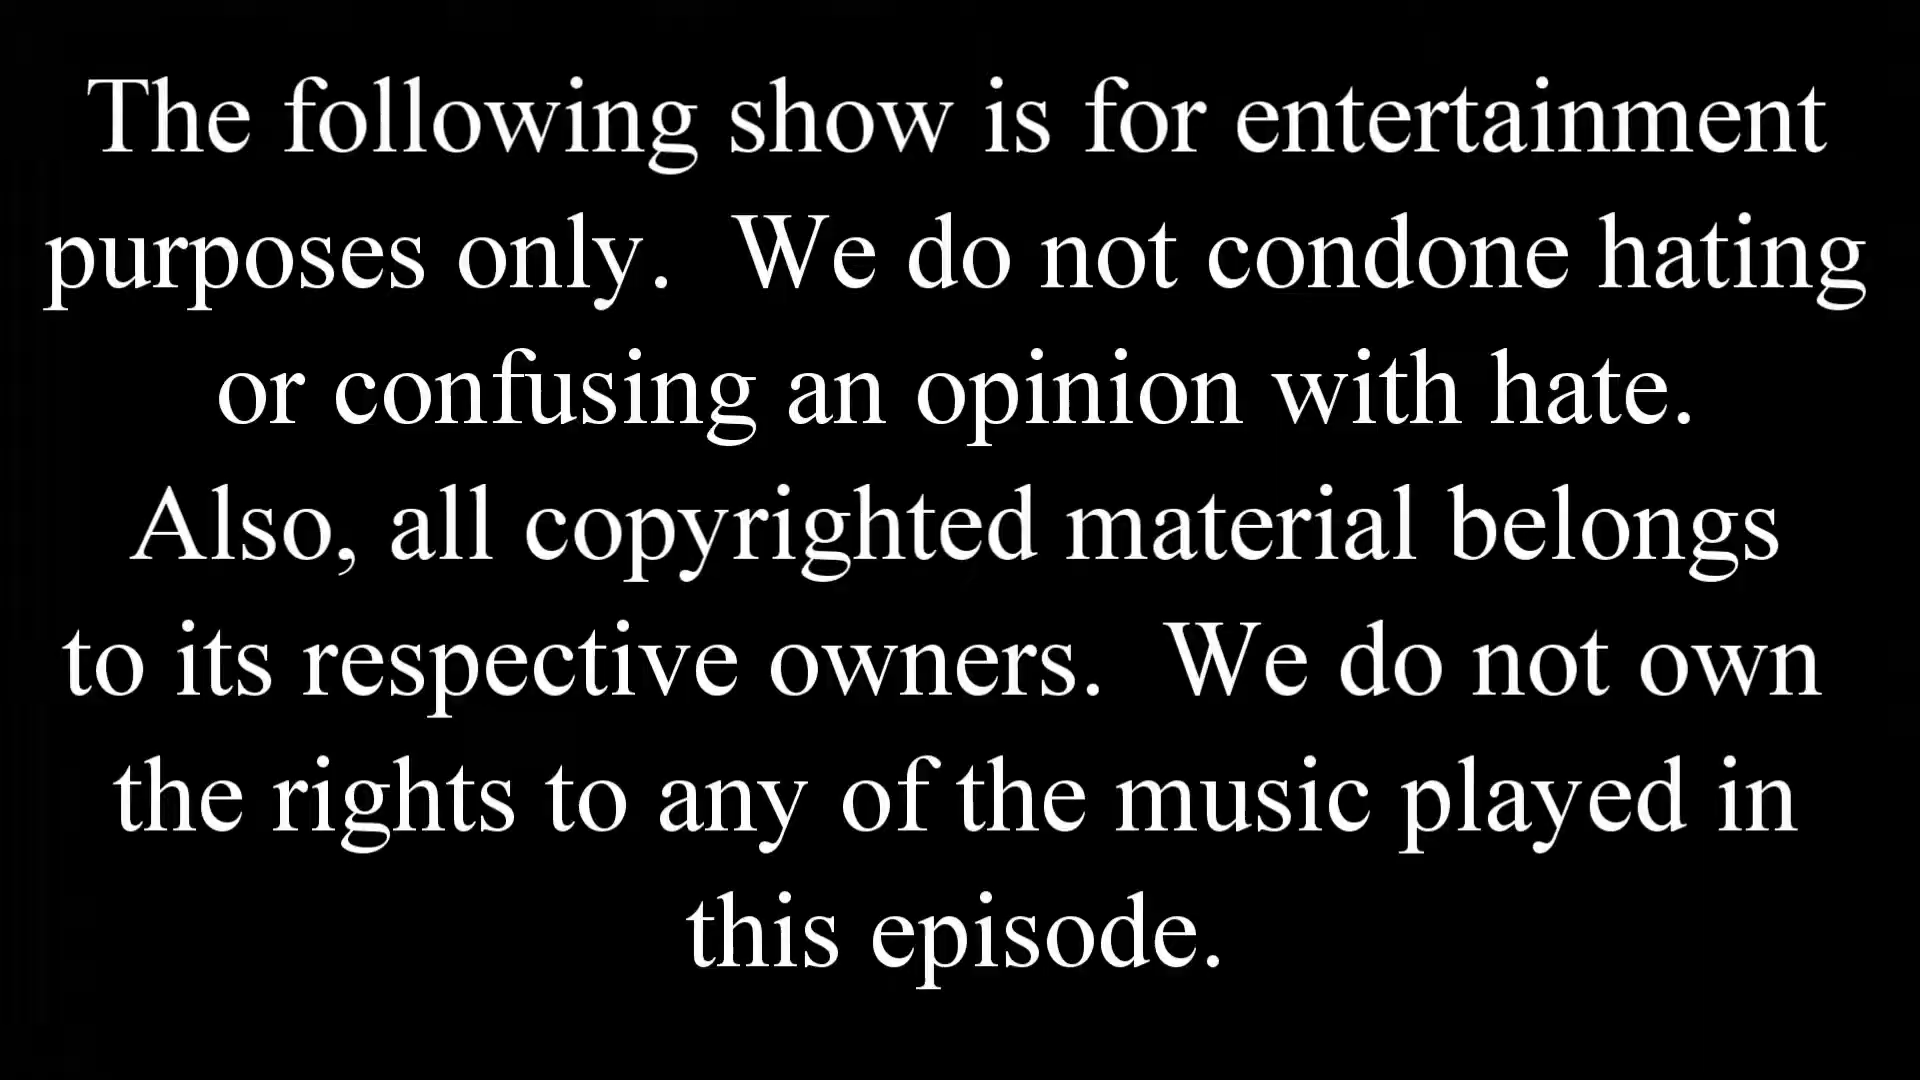 The following show is for entertainment
purposes only.  We do not condone hating
or confusing an opinion with hate.
Also, all copyrighted material belongs
to its respective owners.  We do not own
the rights to any of the music played in
this episode.